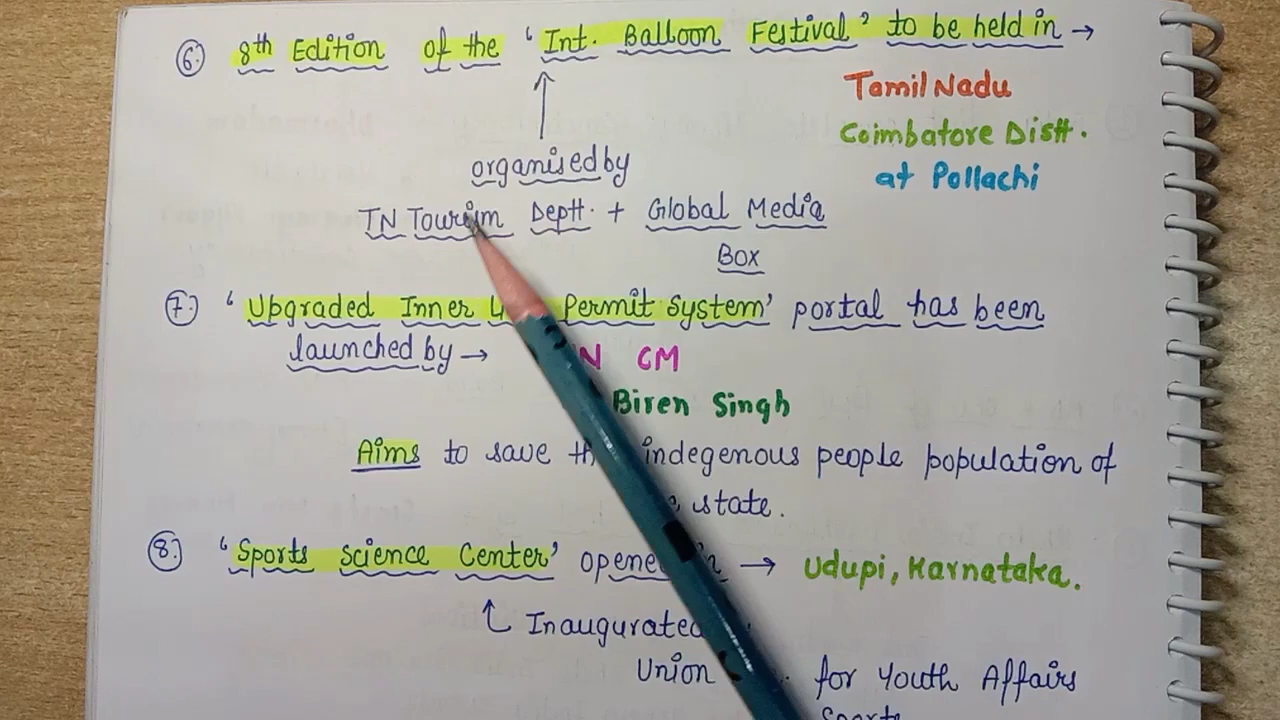 6. 8th Edition of the 'Int. Balloon Festival' to be held in →
Tamil Nadu
Coimbatore Distt.
at Pollachi
organised by
TN Tourim Deptt. + Global Media
Box
7. 'Upgraded Inner Permit System' portal has been
launched by → CM
Biren Singh
Aims to save indegenous people population of
state.
8. 'Sports Science Center' → Udupi, Karnataka.
Inaugurated
Union for Youth Affairs
Sports